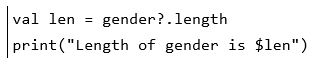 val len = gender?.length
print("Length of gender is $len")